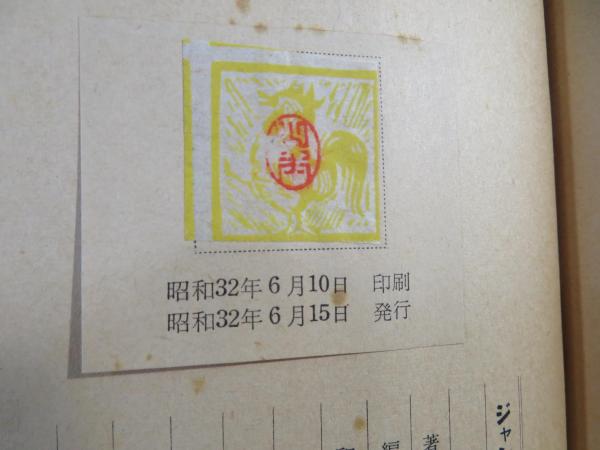 昭和32年6月10日 印刷
昭和32年6月15日 発行
ジャ
著
編